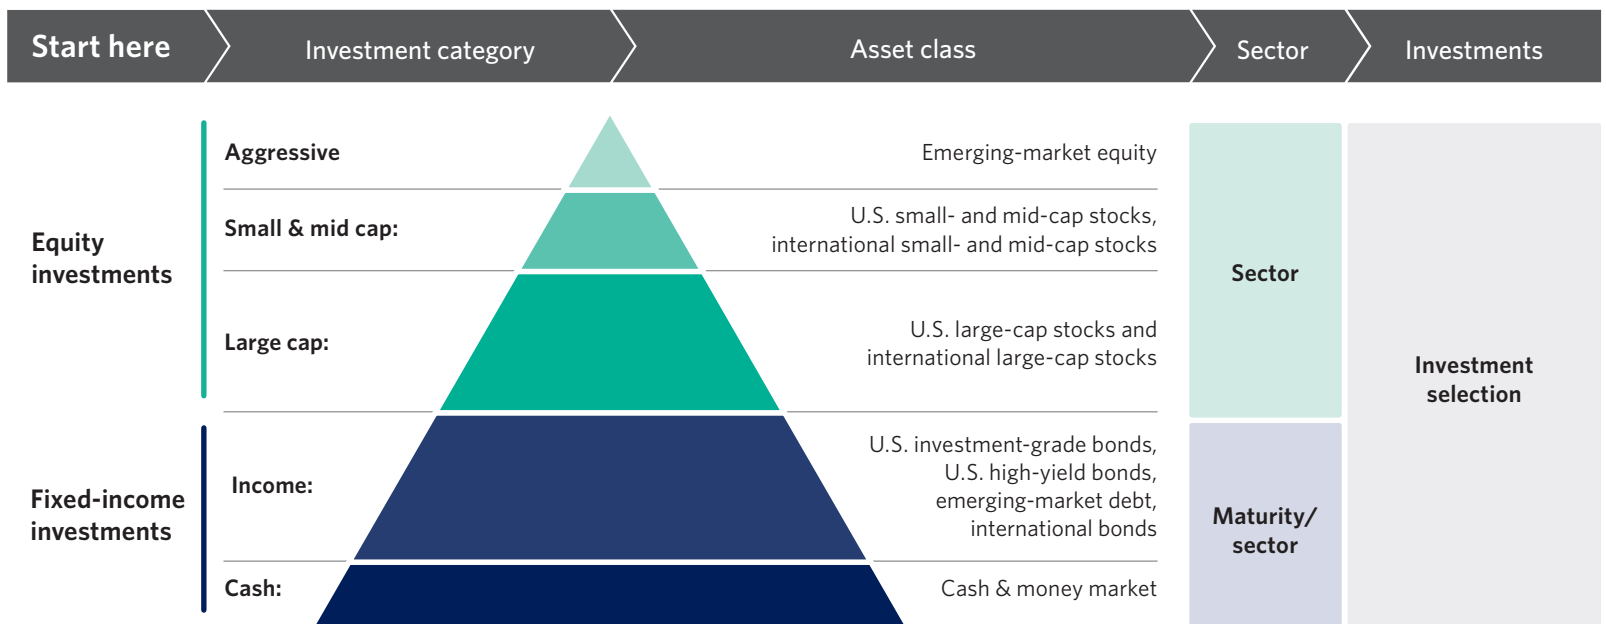 Start here
Investment category
Asset class
Sector
Investments
Equity
investments
Aggressive
Emerging-market equity
Small & mid cap:
U.S. small- and mid-cap stocks,
international small- and mid-cap stocks
Large cap:
U.S. large-cap stocks and
international large-cap stocks
Fixed-income
investments
Income:
U.S. investment-grade bonds,
U.S. high-yield bonds,
emerging-market debt,
international bonds
Cash:
Cash & money market
Sector
Maturity/
sector
Investment
selection